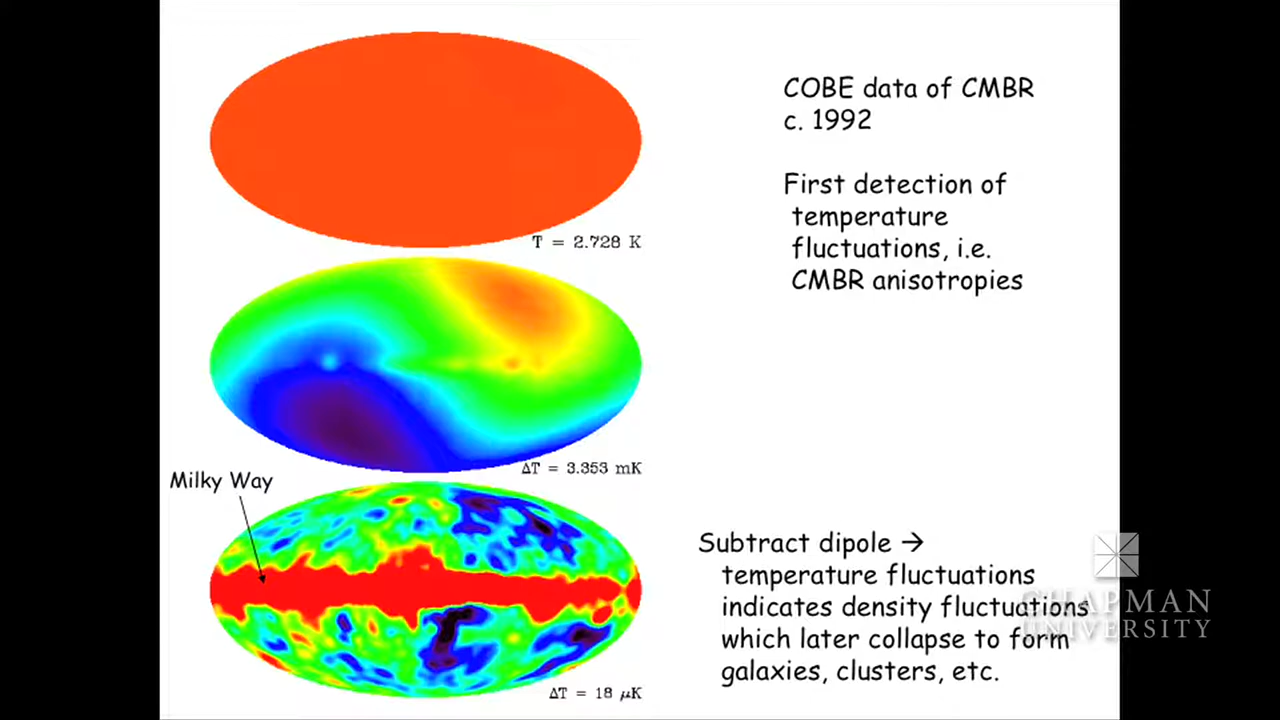 COBE data of CMBR
c. 1992
First detection of
temperature
fluctuations, i.e.
CMBR anisotropies
T = 2.728 K
ΔT = 3.353 mK
Milky Way
Subtract dipole →
temperature fluctuations
indicates density fluctuations
which later collapse to form
galaxies, clusters, etc.
ΔT = 18 μK
CHAPMAN
UNIVERSITY